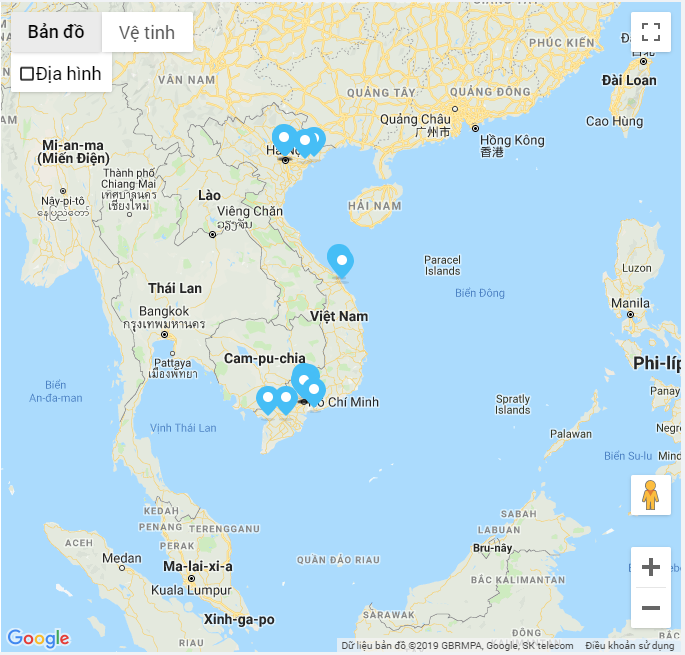 Bản đồ
Vệ tinh
Địa hình
PHÚC KIẾN
VÂN NAM
Đài Loan
QUẢNG TÂY
QUẢNG ĐÔNG
Quảng Châu
广州市
Cao Hùng
Hồng Kông
香港
Mi-an-ma
(Miến Điện)
Thành phố
Chiang Mai
เทศบาลนคร
เชียงใหม่
Nây-pi-tô
နေပြည်တော်
Lào
Viêng Chăn
ວຽງຈັນ
HẢI NAM
Paracel
Islands
Luzon
Thái Lan
Biển Đông
Manila
Bangkok
กรุงเทพมหานคร
Việt Nam
Pattaya
เมืองพัทยา
Cam-pu-chia
Phi-líp
Biển
An-đa-man
Panay
Hồ Chí Minh
Spratly
Islands
Vịnh Thái Lan
Palawan
Negro
Biển Su-lu
Mind
KEDAH
PENANG
TERENGGANU
PERAK
SABAH
LABUAN
Bru-nây
ACEH
Medan
Ma-lai-xi-a
Kuala Lumpur
QUẦN ĐẢO RIAU
BẮC KALIMANTAN
Xinh-ga-po
SARAWAK
RIAU
ĐÔNG
KALIMANTAN
Google
Dữ liệu bản đồ ©2019 GBRMPA, Google, SK telecom
Điều khoản sử dụng